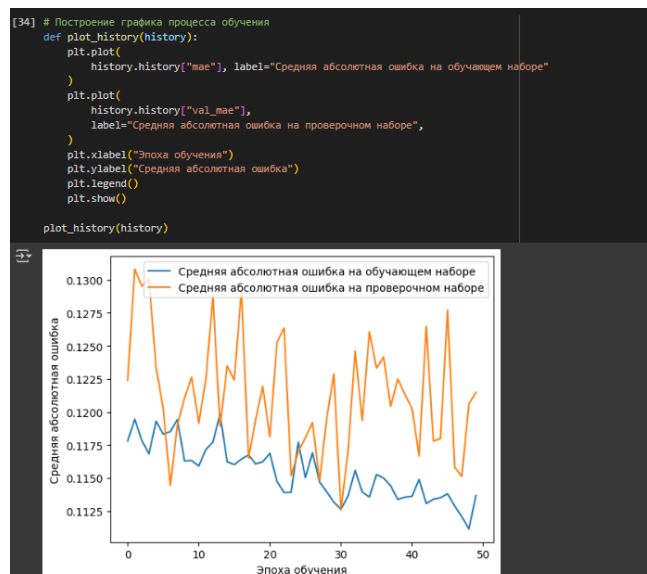 [34] # Построение графика процесса обучения
def plot_history(history):
    plt.plot(
        history.history["mae"], label="Средняя абсолютная ошибка на обучающем наборе"
    )
    plt.plot(
        history.history["val_mae"],
        label="Средняя абсолютная ошибка на проверочном наборе",
    )
    plt.xlabel("Эпоха обучения")
    plt.ylabel("Средняя абсолютная ошибка")
    plt.legend()
    plt.show()
plot_history(history)
Средняя абсолютная ошибка на обучающем наборе
Средняя абсолютная ошибка на проверочном наборе
Средняя абсолютная ошибка
0.1300
0.1275
0.1250
0.1225
0.1200
0.1175
0.1150
0.1125
0 10 20 30 40 50
Эпоха обучения